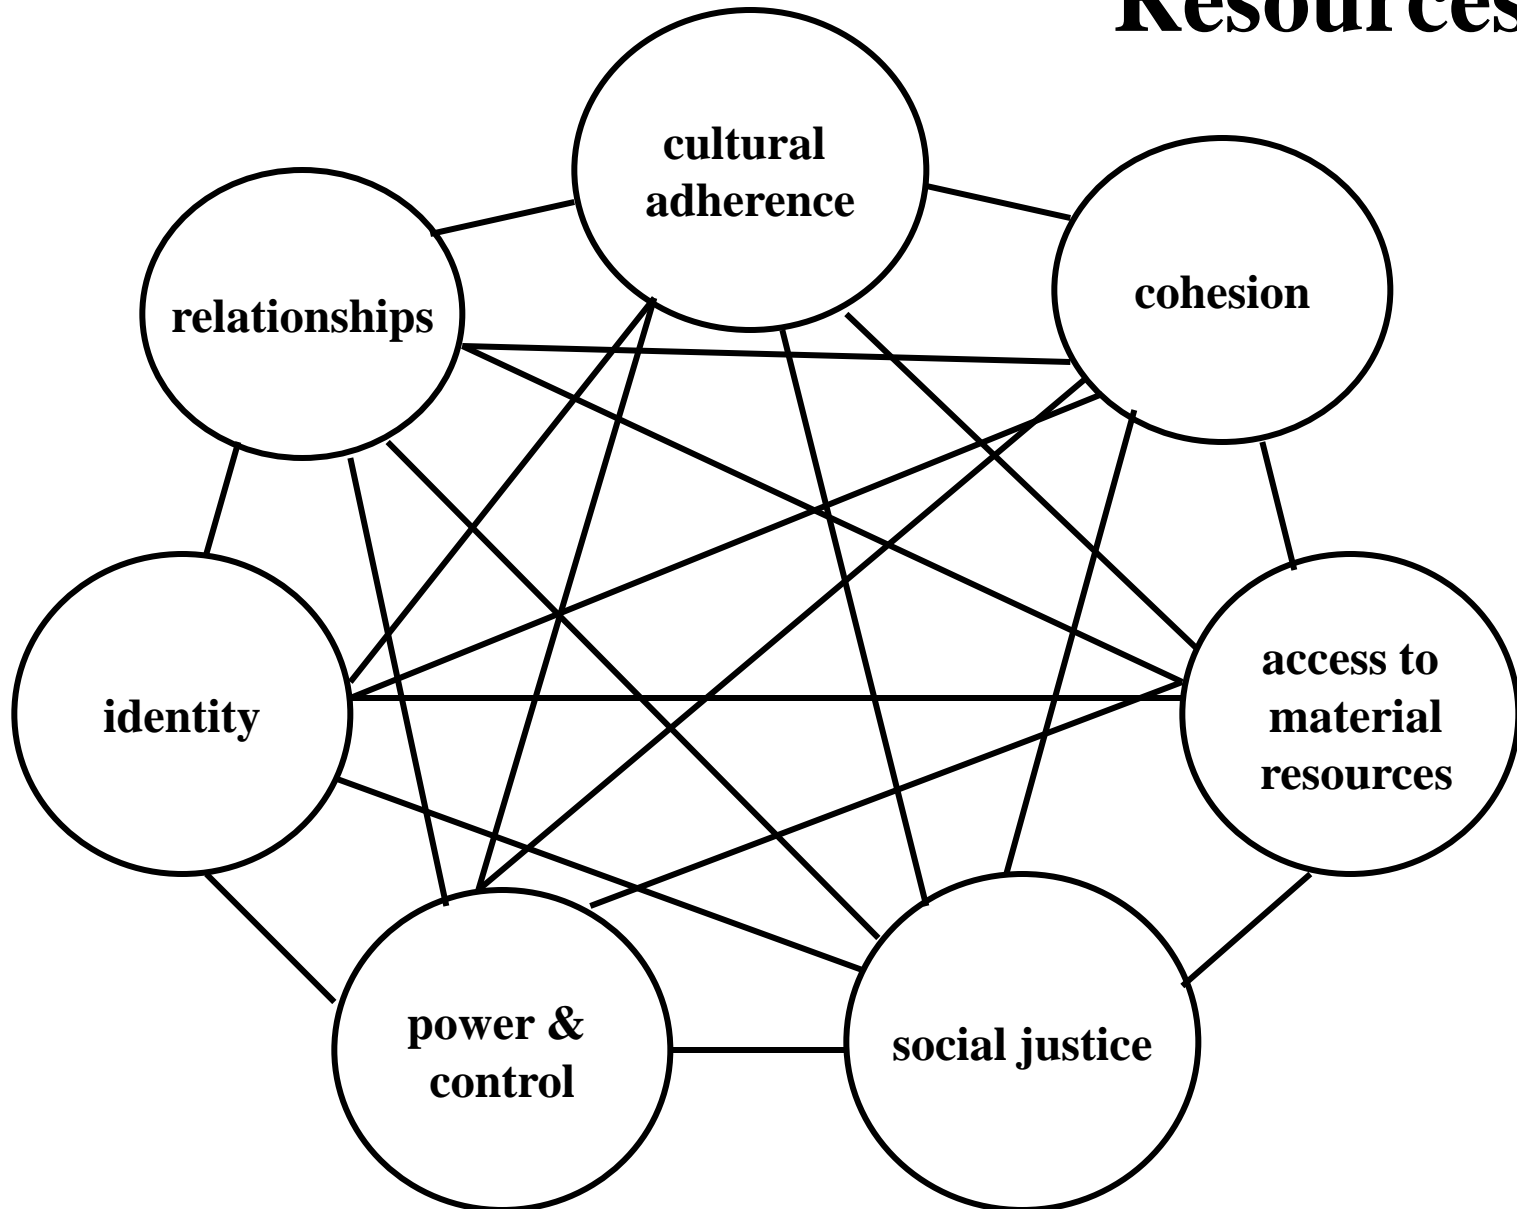 Resources
cultural
adherence
cohesion
relationships
access to
material
resources
identity
power &
control
social justice